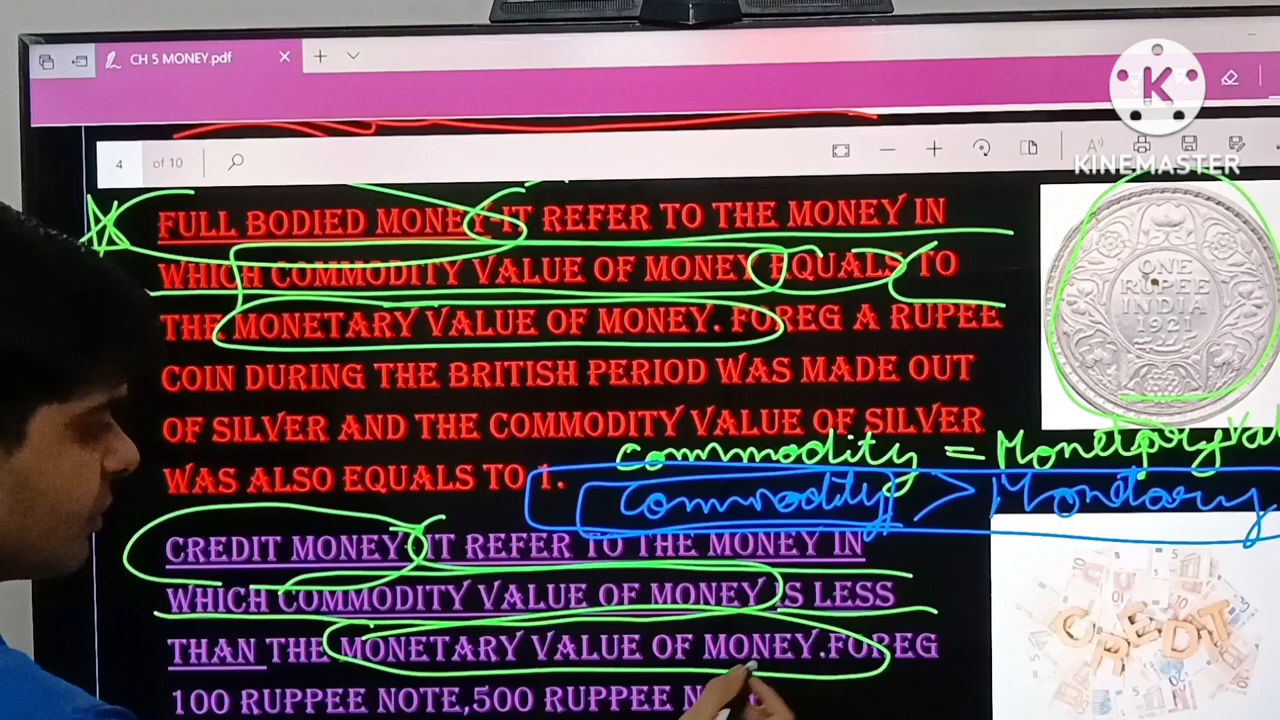 CH 5 MONEY.pdf
4 of 10
K
KINEMASTER
FULL BODIED MONEY-IT REFER TO THE MONEY IN
WHICH COMMODITY VALUE OF MONEY EQUALS TO
THE MONETARY VALUE OF MONEY. FOREG A RUPEE
COIN DURING THE BRITISH PERIOD WAS MADE OUT
OF SILVER AND THE COMMODITY VALUE OF SILVER
WAS ALSO EQUALS TO 1.
ONE
RUPEE
INDIA
1921
Commodity = Monetary Val
Commodity > Monetary
CREDIT MONEY-IT REFER TO THE MONEY IN
WHICH COMMODITY VALUE OF MONEY IS LESS
THAN THE MONETARY VALUE OF MONEY.FOREG
100 RUPPEE NOTE,500 RUPPEE
CREDIT